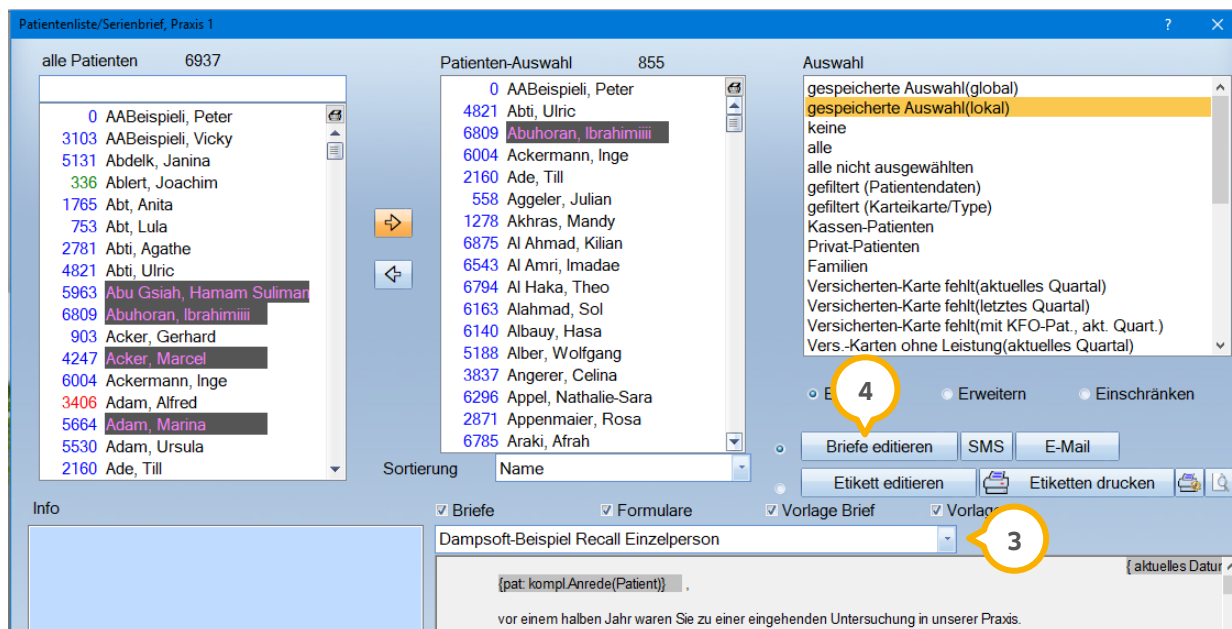 Patientenliste/Serienbrief, Praxis 1
alle Patienten 6937
0 AABeispieli, Peter
3103 AABeispieli, Vicky
5131 Abdelk, Janina
336 Ablert, Joachim
1765 Abt, Anita
753 Abt, Lula
2781 Abti, Agathe
4821 Abti, Ulric
5963 Abu Gsiah, Hamam Suliman
6809 Abuhoran, Ibrahimiiii
903 Acker, Gerhard
4247 Acker, Marcel
6004 Ackermann, Inge
3406 Adam, Alfred
5664 Adam, Marina
5530 Adam, Ursula
2160 Ade, Till
Patienten-Auswahl 855
0 AABeispieli, Peter
4821 Abti, Ulric
6809 Abuhoran, Ibrahimiiii
6004 Ackermann, Inge
2160 Ade, Till
558 Aggeler, Julian
1278 Akhras, Mandy
6875 Al Ahmad, Kilian
6543 Al Amri, Imadae
6794 Al Haka, Theo
6163 Alahmad, Sol
6140 Albauy, Hasa
5188 Alber, Wolfgang
3837 Angerer, Celina
6296 Appel, Nathalie-Sara
2871 Appenmaier, Rosa
6785 Araki, Afrah
Sortierung Name
Auswahl
gespeicherte Auswahl(global)
gespeicherte Auswahl(lokal)
keine
alle
alle nicht ausgewählten
gefiltert (Patientendaten)
gefiltert (Karteikarte/Type)
Kassen-Patienten
Privat-Patienten
Familien
Versicherten-Karte fehlt(aktuelles Quartal)
Versicherten-Karte fehlt(letztes Quartal)
Versicherten-Karte fehlt(mit KFO-Pat., akt. Quart.)
Vers.-Karten ohne Leistung(aktuelles Quartal)
4 Erweitern Einschränken
Briefe editieren SMS E-Mail
Etikett editieren Etiketten drucken
Info
Briefe Formulare Vorlage Brief
Dampsoft-Beispiel Recall Einzelperson 3
{ aktuelles Datur
{pat: kompl.Anrede(Patient)} ,
vor einem halben Jahr waren Sie zu einer eingehenden Untersuchung in unserer Praxis.